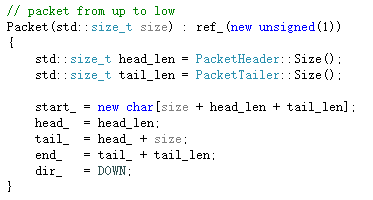 // packet from up to low
Packet(std::size_t size) : ref_(new unsigned(1))
{
    std::size_t head_len = PacketHeader::Size();
    std::size_t tail_len = PacketTailer::Size();

    start_ = new char[size + head_len + tail_len];
    head_  = head_len;
    tail_  = head_ + size;
    end_   = tail_ + tail_len;
    dir_   = DOWN;
}